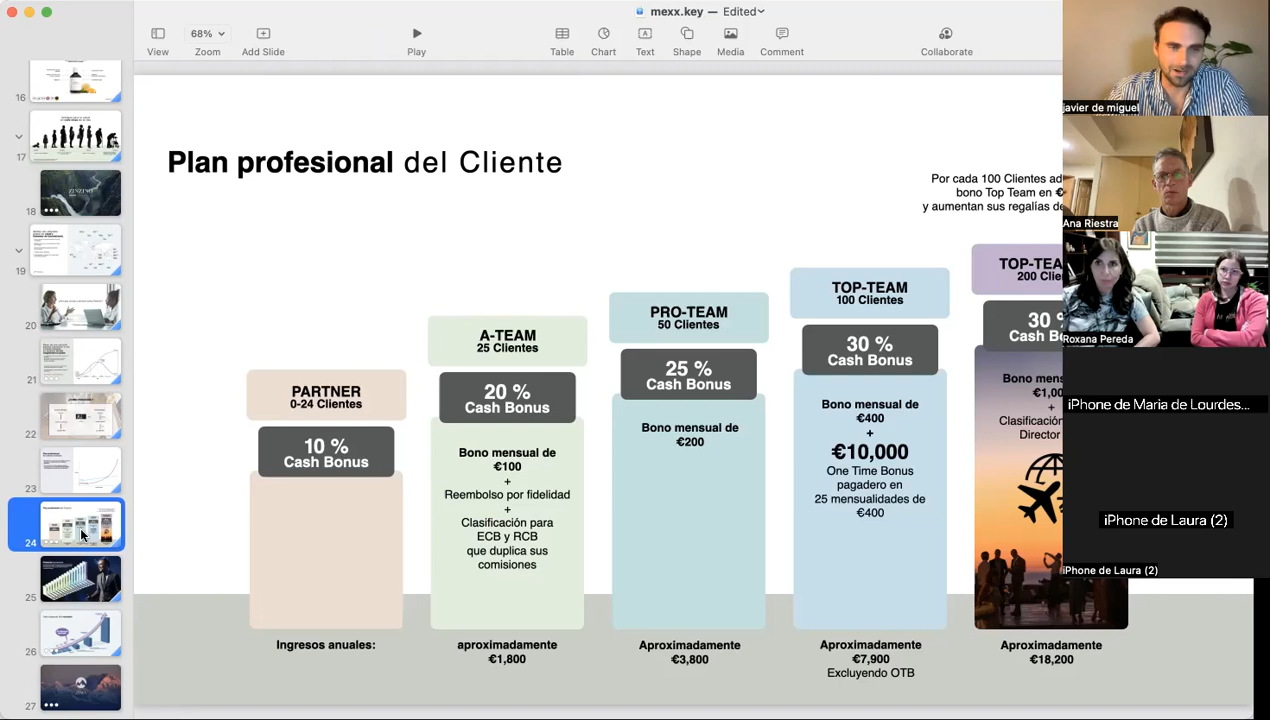 mexx.key — Edited
View
68%
Zoom
Add Slide
Play
Table
Chart
Text
Shape
Media
Comment
Collaborate
16
17
18
19
20
21
22
23
24
25
26
27
ZINZINO
Plan profesional del Cliente
Por cada 100 Clientes ad
bono Top Team en €
y aumentan sus regalías de
PARTNER
0-24 Clientes
10 %
Cash Bonus
Ingresos anuales:
A-TEAM
25 Clientes
20 %
Cash Bonus
Bono mensual de
€100
+
Reembolso por fidelidad
+
Clasificación para
ECB y RCB
que duplica sus
comisiones
aproximadamente
€1,800
PRO-TEAM
50 Clientes
25 %
Cash Bonus
Bono mensual de
€200
Aproximadamente
€3,800
TOP-TEAM
100 Clientes
30 %
Cash Bonus
Bono mensual de
€400
+
€10,000
One Time Bonus
pagadero en
25 mensualidades de
€400
Aproximadamente
€7,900
Excluyendo OTB
TOP-TEA
200 Clie
30
Cash B
Bono mens
€1,00
+
Clasificación
Director
Aproximadamente
€18,200
javier de miguel
Ana Riestra
Roxana Pereda
iPhone de Maria de Lourdes...
iPhone de Laura (2)
iPhone de Laura (2)